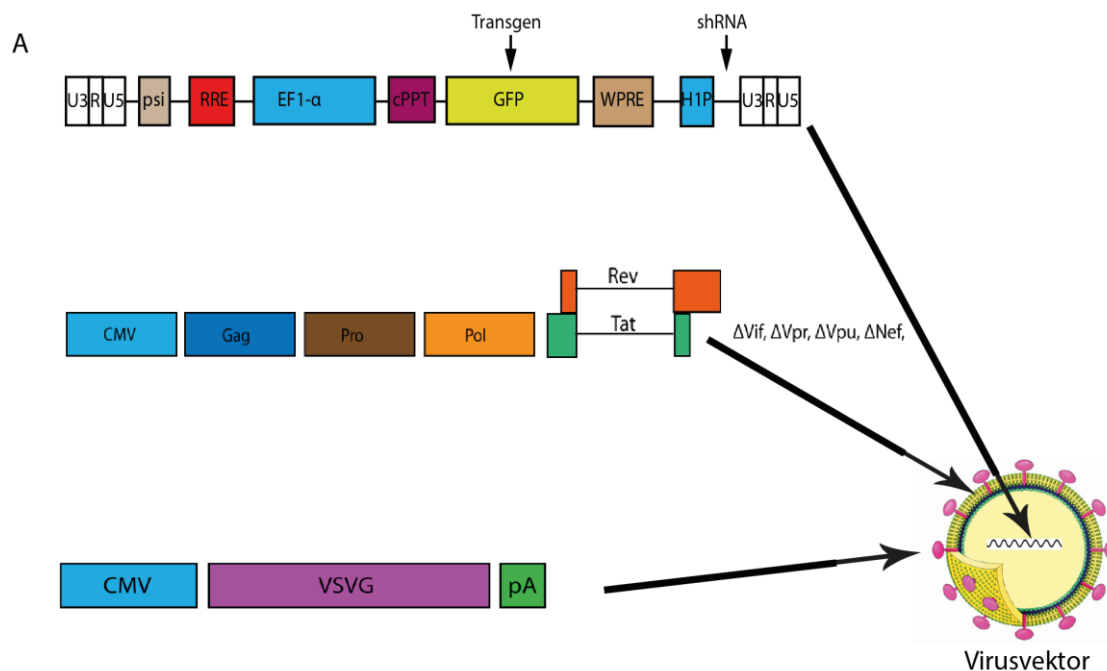 A
Transgen shRNA
U3 R U5 psi RRE EF1-α cPPT GFP WPRE H1P U3 R U5
Rev
CMV Gag Pro Pol Tat ΔVif, ΔVpr, ΔVpu, ΔNef,
CMV VSVG pA
Virusvektor